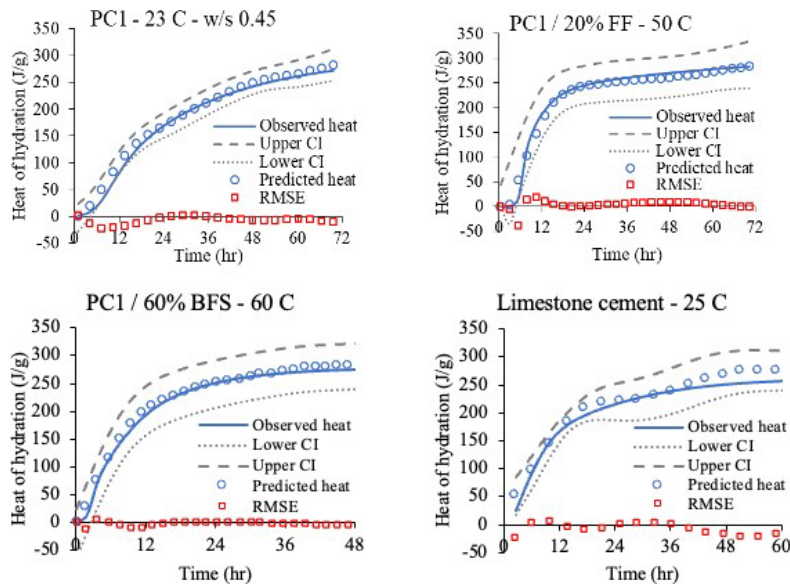 PC1 - 23 C - w/s 0.45
Heat of hydration (J/g)
350
300
250
200
150
100
50
0
-50
Observed heat
Upper CI
Lower CI
Predicted heat
RMSE
0 12 24 36 48 60 72
Time (hr)
PC1 / 20% FF - 50 C
Heat of hydration (J/g)
350
300
250
200
150
100
50
0
-50
Observed heat
Upper CI
Lower CI
Predicted heat
RMSE
0 12 24 36 48 60 72
Time (hr)
PC1 / 60% BFS - 60 C
Heat of hydration (J/g)
350
300
250
200
150
100
50
0
-50
Observed heat
Lower CI
Upper CI
Predicted heat
RMSE
0 12 24 36 48
Time (hr)
Limestone cement - 25 C
Heat of hydration (J/g)
350
300
250
200
150
100
50
0
-50
Observed heat
Lower CI
Upper CI
Predicted heat
RMSE
0 12 24 36 48 60
Time (hr)